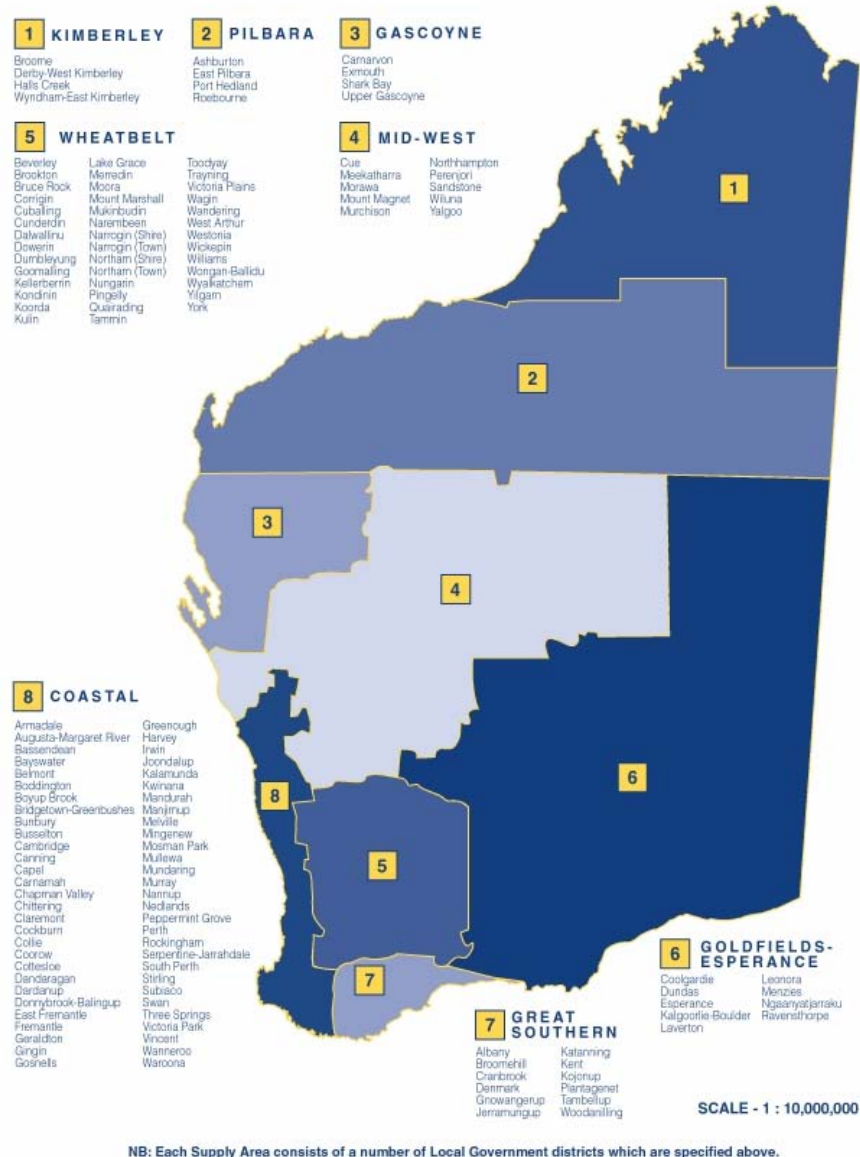 1 KIMBERLEY
Broome
Derby-West Kimberley
Halls Creek
Wyndham-East Kimberley
2 PILBARA
Ashburton
East Pilbara
Port Hedland
Roebourne
3 GASCOYNE
Carnarvon
Exmouth
Shark Bay
Upper Gascoyne
5 WHEATBELT
Beverley
Brookton
Bruce Rock
Corrigin
Cuballing
Cunderdin
Dalwallinu
Dowerin
Dumbleyung
Goomalling
Kellerberrin
Kondinin
Koorda
Kulin
Lake Grace
Merredin
Moora
Mount Marshall
Mukinbudin
Narembeen
Narrogin (Shire)
Narrogin (Town)
Northam (Shire)
Northam (Town)
Nungarin
Pingelly
Quairading
Tammin
Toodyay
Trayning
Victoria Plains
Wagin
Wandering
West Arthur
Westonia
Wickepin
Williams
Wongan-Ballidu
Wyalkatchem
Yilgarn
York
4 MID-WEST
Cue
Meekatharra
Morawa
Mount Magnet
Murchison
Northhampton
Perenjori
Sandstone
Wiluna
Yalgoo
1
2
3
4
6
8
5
7
8 COASTAL
Armadale
Augusta-Margaret River
Bassendean
Bayswater
Belmont
Boddington
Boyup Brook
Bridgetown-Greenbushes
Bunbury
Busselton
Cambridge
Canning
Capel
Carnamah
Chapman Valley
Chittering
Claremont
Cockburn
Collie
Coorow
Cottesloe
Dandaragan
Dardanup
Donnybrook-Balingup
East Fremantle
Fremantle
Geraldton
Gingin
Gosnells
Greenough
Harvey
Irwin
Joondalup
Kalamunda
Kwinana
Mandurah
Manjimup
Melville
Mingenew
Mosman Park
Mullewa
Mundaring
Murray
Nannup
Nedlands
Peppermint Grove
Perth
Rockingham
Serpentine-Jarrahdale
South Perth
Stirling
Subiaco
Swan
Three Springs
Victoria Park
Vincent
Wanneroo
Waroona
6 GOLDFIELDS-
ESPERANCE
Coolgardie
Dundas
Esperance
Kalgoorlie-Boulder
Laverton
Leonora
Menzies
Ngaanyatjarraku
Ravensthorpe
7 GREAT
SOUTHERN
Albany
Broomehill
Cranbrook
Denmark
Gnowangerup
Jerramungup
Katanning
Kent
Kojonup
Plantagenet
Tambellup
Woodanilling
SCALE - 1 : 10,000,000
NB: Each Supply Area consists of a number of Local Government districts which are specified above.